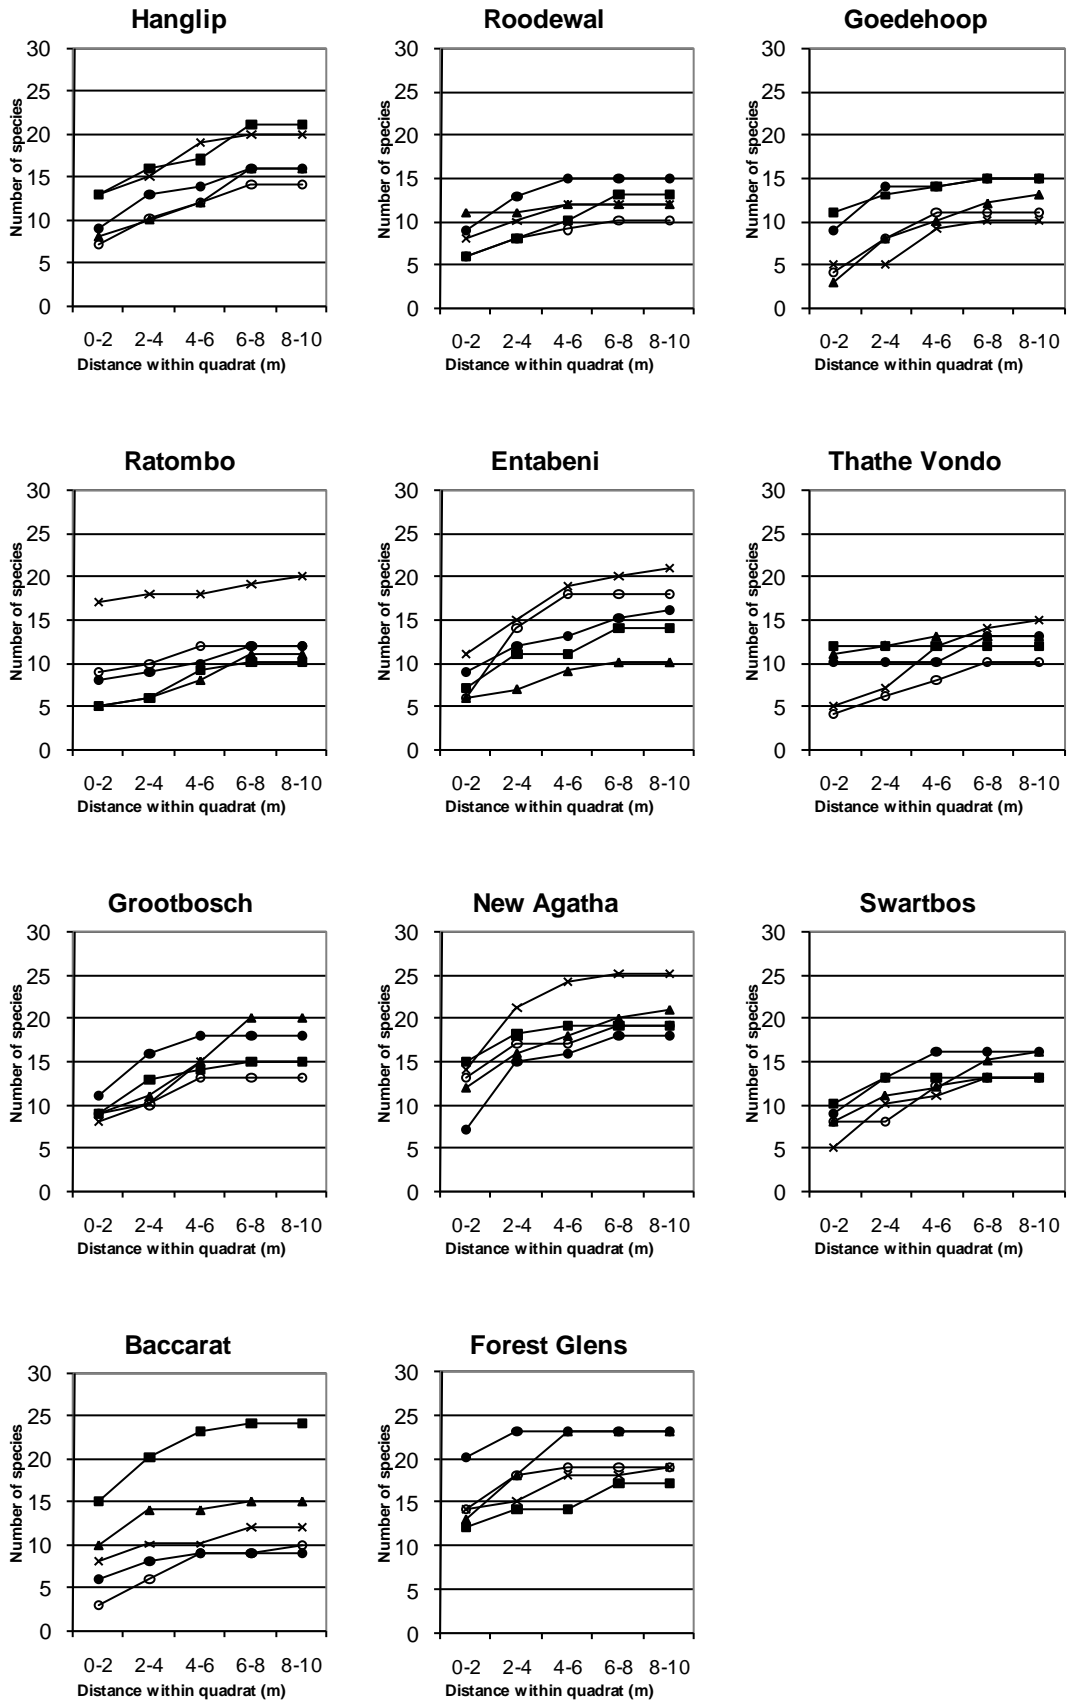 Hanglip Roodewal Goedehoop
Number of species Number of species Number of species
30 30 30
25 25 25
20 20 20
15 15 15
10 10 10
5 5 5
0 0 0
0-2 2-4 4-6 6-8 8-10 0-2 2-4 4-6 6-8 8-10 0-2 2-4 4-6 6-8 8-10
Distance within quadrat (m) Distance within quadrat (m) Distance within quadrat (m)
Ratombo Entabeni Thathe Vondo
Number of species Number of species Number of species
30 30 30
25 25 25
20 20 20
15 15 15
10 10 10
5 5 5
0 0 0
0-2 2-4 4-6 6-8 8-10 0-2 2-4 4-6 6-8 8-10 0-2 2-4 4-6 6-8 8-10
Distance within quadrat (m) Distance within quadrat (m) Distance within quadrat (m)
Grootbosch New Agatha Swartbos
Number of species Number of species Number of species
30 30 30
25 25 25
20 20 20
15 15 15
10 10 10
5 5 5
0 0 0
0-2 2-4 4-6 6-8 8-10 0-2 2-4 4-6 6-8 8-10 0-2 2-4 4-6 6-8 8-10
Distance within quadrat (m) Distance within quadrat (m) Distance within quadrat (m)
Baccarat Forest Glens
Number of species Number of species
30 30
25 25
20 20
15 15
10 10
5 5
0 0
0-2 2-4 4-6 6-8 8-10 0-2 2-4 4-6 6-8 8-10
Distance within quadrat (m) Distance within quadrat (m)